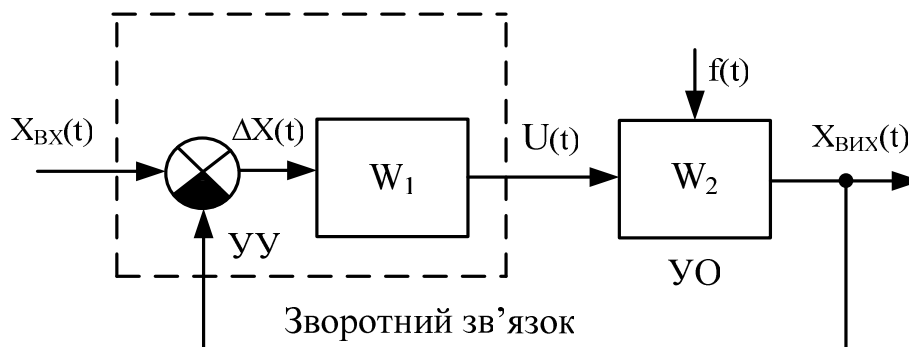 f(t)
Xвх(t)
ΔX(t)
U(t)
Xвих(t)
W1
W2
УУ
УО
Зворотний зв’язок